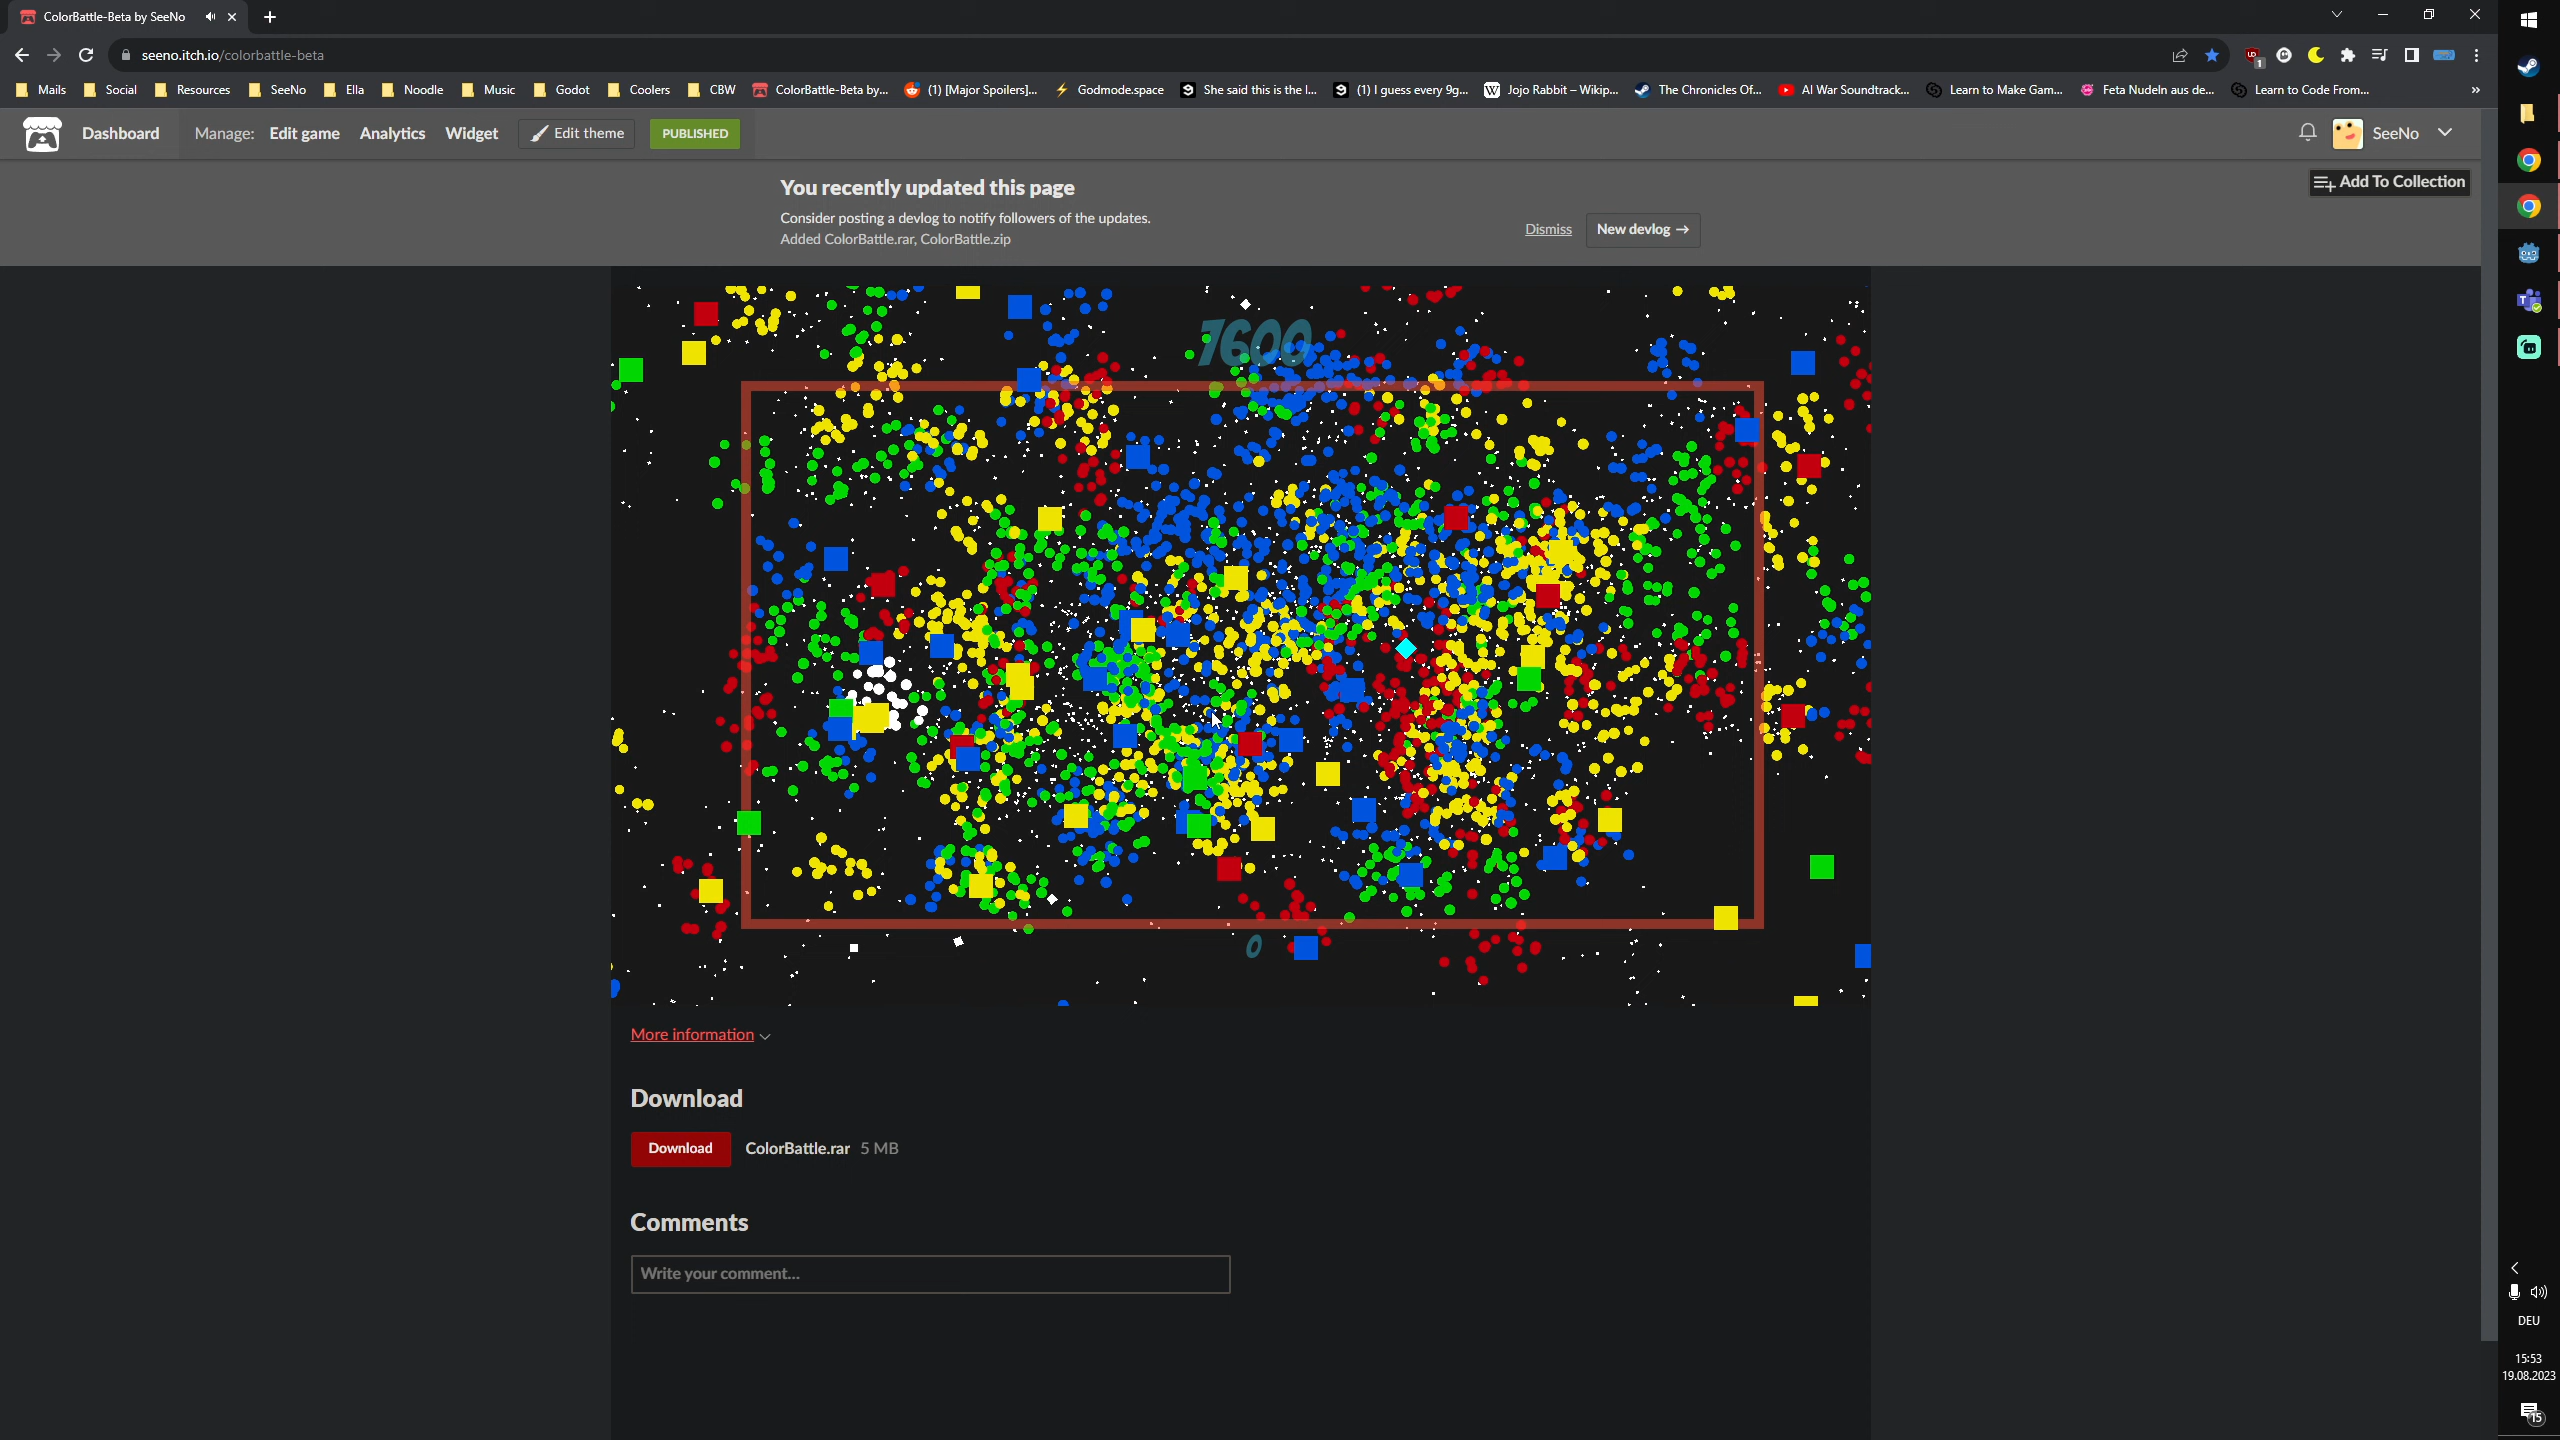 ColorBattle-Beta by SeeNo
seeno.itch.io/colorbattle-beta
1
Mails Social Resources SeeNo Ella Noodle Music Godot Coolers CBW ColorBattle-Beta by... (1) [Major Spoilers]... Godmode.space She said this is the l... (1) I guess every 9g... Jojo Rabbit – Wikip... The Chronicles Of... AI War Soundtrack... Learn to Make Gam... Feta Nudeln aus de... Learn to Code From... »
Dashboard Manage: Edit game Analytics Widget Edit theme PUBLISHED SeeNo
You recently updated this page
Add To Collection
Consider posting a devlog to notify followers of the updates.
Added ColorBattle.rar, ColorBattle.zip
Dismiss New devlog →
7600
0
More information
Download
Download ColorBattle.rar 5 MB
Comments
Write your comment...
DEU
15:53
19.08.2023
15